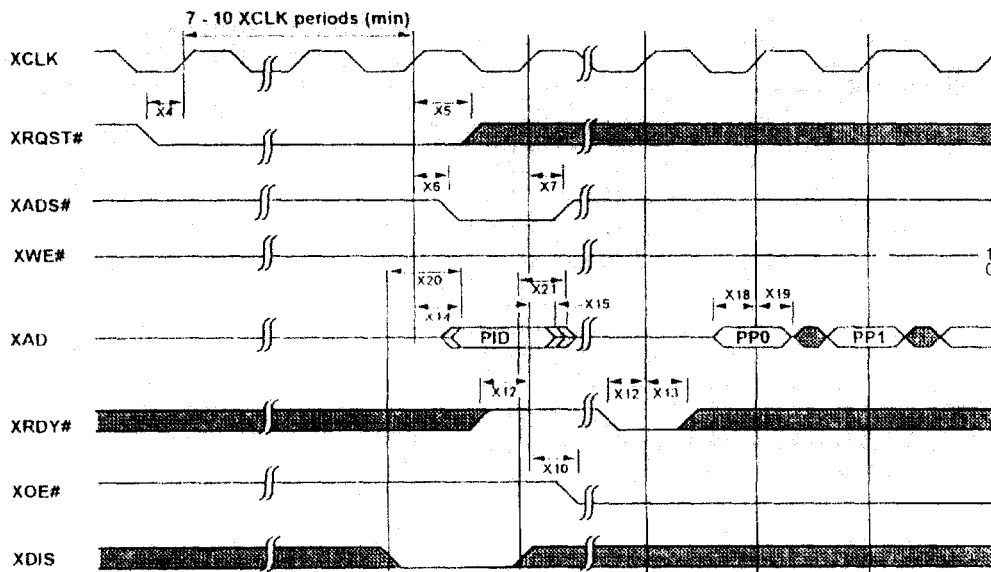 7 - 10 XCLK periods (min)
XCLK
X4
X5
XRQST#
X6
X7
XADS#
XWE#
X20
X21
X14
X15
X18
X19
XAD
PID
PP0
PP1
X12
X12
X13
XRDY#
X10
XOE#
XDIS